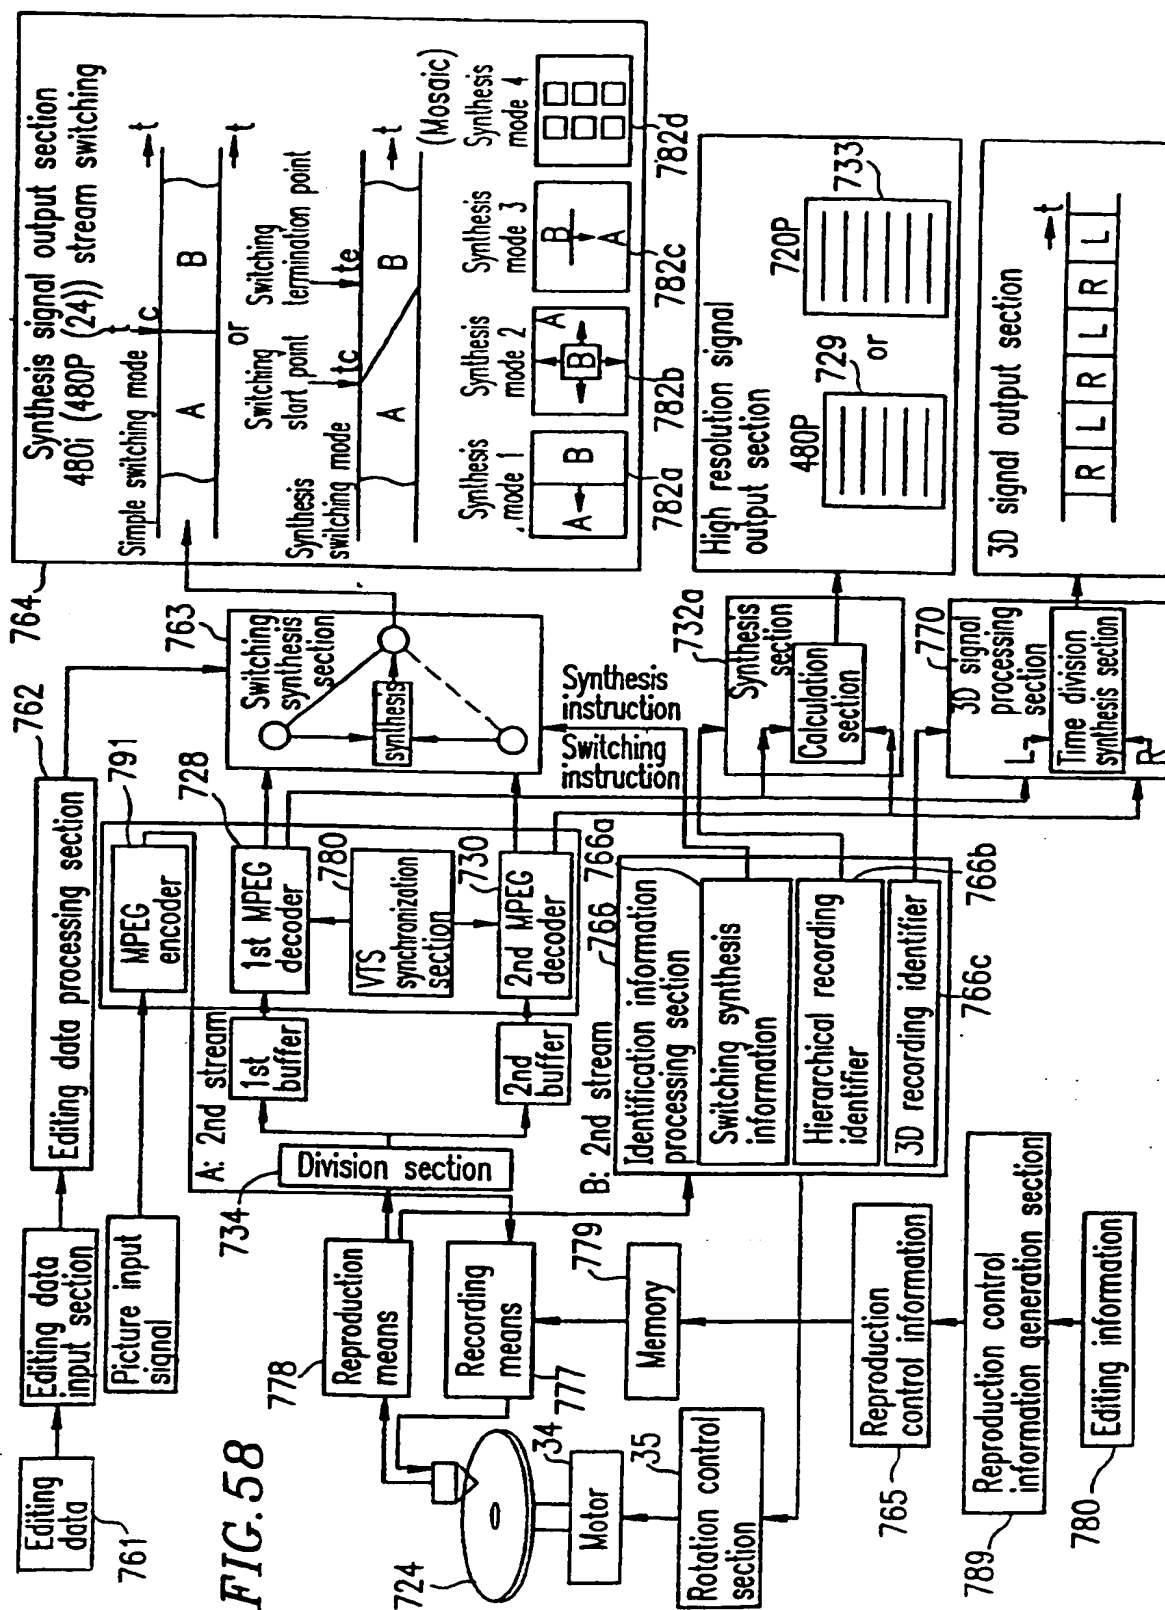 FIG.58
Editing
data
761
Editing data
input section
Editing data processing section
762
Picture input
signal
MPEG
encoder
791
A: 2nd stream
734
Division section
1st
buffer
2nd
buffer
1st MPEG
decoder
728
VTS
synchronization
section
780
2nd MPEG
decoder
730
Switching
synthesis
section
763
synthesis
Synthesis
instruction
Switching
instruction
764
Synthesis signal output section
480i (480P (24)) stream switching
Simple switching mode
t
c
t
A
B
t
or
Switching
start point
Switching
termination point
Synthesis
switching mode
tc
te
t
A
B
Synthesis
mode 1
A
B
782a
Synthesis
mode 2
A
B
782b
Synthesis
mode 3
B
A
782c
(Mosaic)
Synthesis
mode 4
782d
724
778
Reproduction
means
Recording
means
777
Motor
34
Rotation control
section
35
Memory
779
B: 2nd stream
Identification information
processing section
766
Switching synthesis
information
766a
Hierarchical recording
identifier
766b
3D recording identifier
766c
Synthesis
section
732a
Calculation
section
High resolution signal
output section
480P
729
or
720P
733
3D signal
processing
section
770
L
Time division
synthesis section
R
3D signal output section
t
R
L
R
L
R
L
Reproduction
control information
765
Reproduction control
information generation section
789
Editing information
780